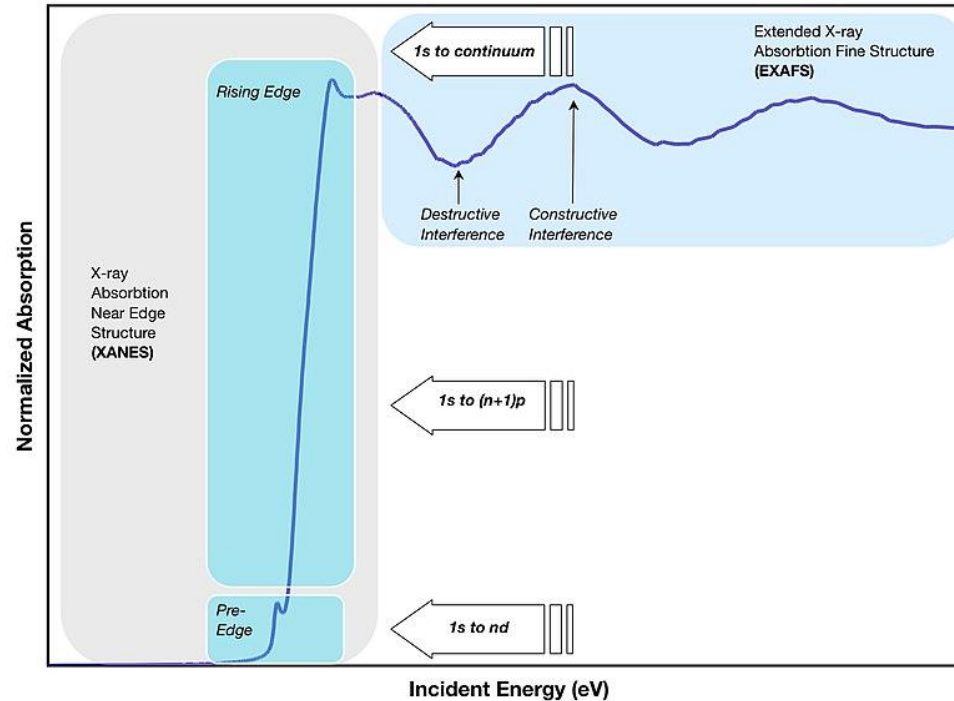 1s to continuum
Extended X-ray
Absorbtion Fine Structure
(EXAFS)
Rising Edge
Destructive
Interference
Constructive
Interference
X-ray
Absorbtion
Near Edge
Structure
(XANES)
1s to (n+1)p
Pre-
Edge
1s to nd
Normalized Absorption
Incident Energy (eV)